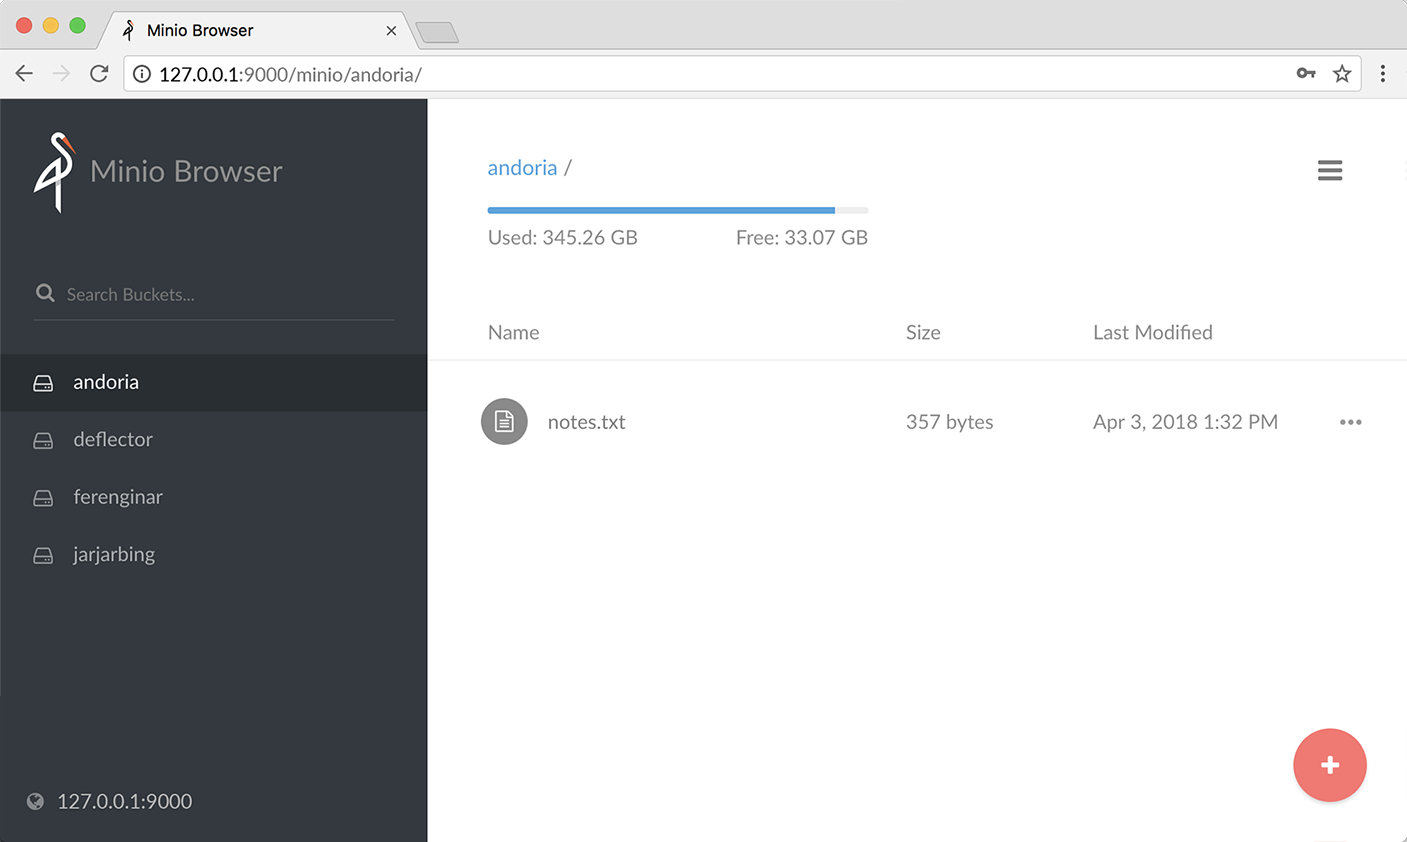 Minio Browser
127.0.0.1:9000/minio/andoria/
Minio Browser
Search Buckets...
andoria
deflector
ferenginar
jarjarbing
127.0.0.1:9000
andoria /
Used: 345.26 GB Free: 33.07 GB
Name Size Last Modified
notes.txt 357 bytes Apr 3, 2018 1:32 PM